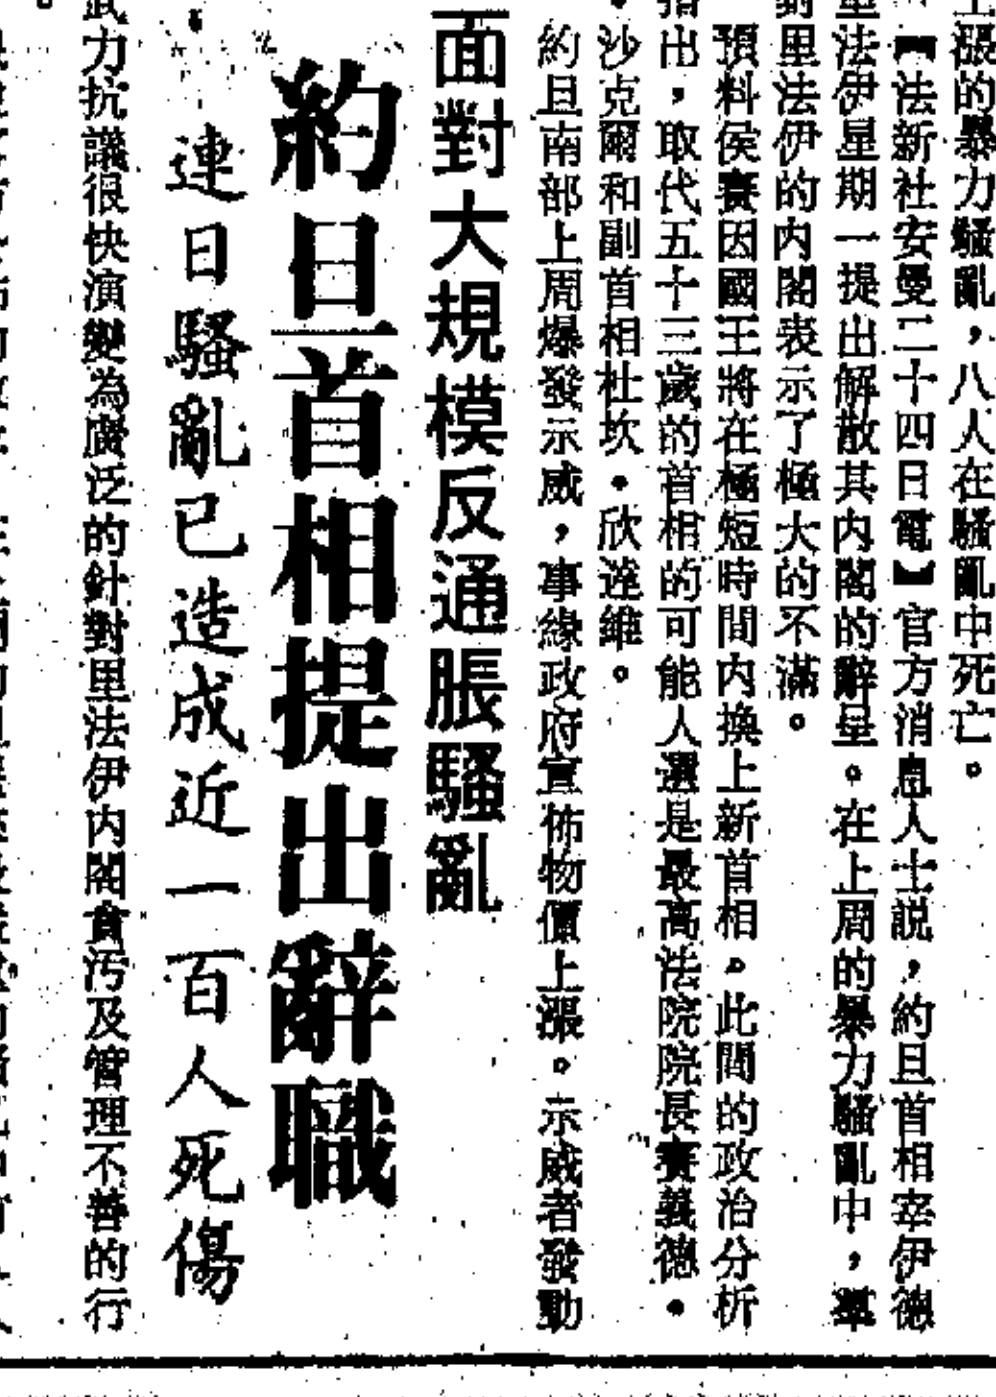 面對大規模反通脹騷亂
約旦首相提出辭職
連日騷亂已造成近一百人死傷
【法新社安曼二十四日電】官方消息人士説，約旦首相宰伊德
里法伊星期一提出解散其内閣的辭呈。在上周的暴力騷亂中，羣
對里法伊的内閣表示了極大的不滿。
預料侯賽因國王將在極短時間内換上新首相。此間的政治分析
指出，取代五十三歲的首相的可能人選是最高法院院長賽義德·
·沙克爾和副首相杜坎·欣達維。
約旦南部上周爆發示威，事緣政府宣佈物價上漲。示威者發動
武力抗議很快演變為廣泛的針對里法伊内閣貪污及管理不善的行
上漲的暴力騷亂，八人在騷亂中死亡。